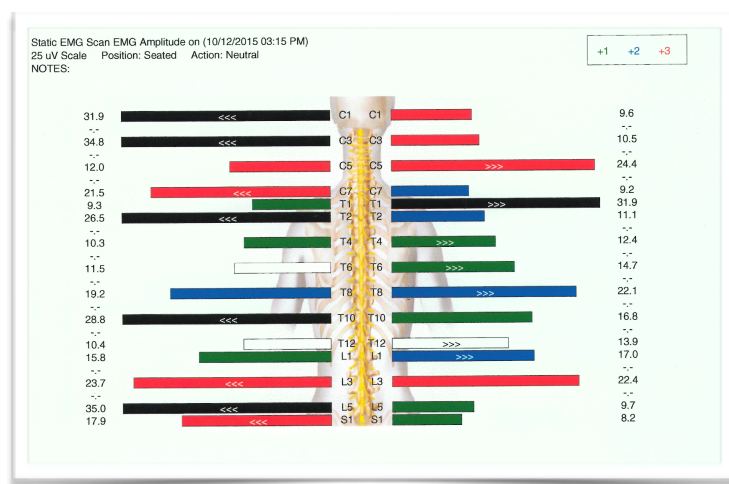 Static EMG Scan EMG Amplitude on (10/12/2015 03:15 PM)
25 uV Scale Position: Seated Action: Neutral
NOTES:
+1 +2 +3
31.9 <<< C1 C1 9.6
-.- -.-
34.8 <<< C3 C3 10.5
-.- -.-
12.0 C5 C5 >>> 24.4
-.- -.-
21.5 <<< C7 C7 9.2
9.3 T1 T1 >>> 31.9
26.5 <<< T2 T2 11.1
-.- -.-
10.3 T4 T4 >>> 12.4
-.- -.-
11.5 T6 T6 >>> 14.7
-.- -.-
19.2 T8 T8 >>> 22.1
-.- -.-
28.8 <<< T10 T10 16.8
-.- -.-
10.4 T12 T12 >>> 13.9
15.8 L1 L1 >>> 17.0
-.- -.-
23.7 <<< L3 L3 22.4
-.- -.-
35.0 <<< L5 L5 9.7
17.9 <<< S1 S1 8.2